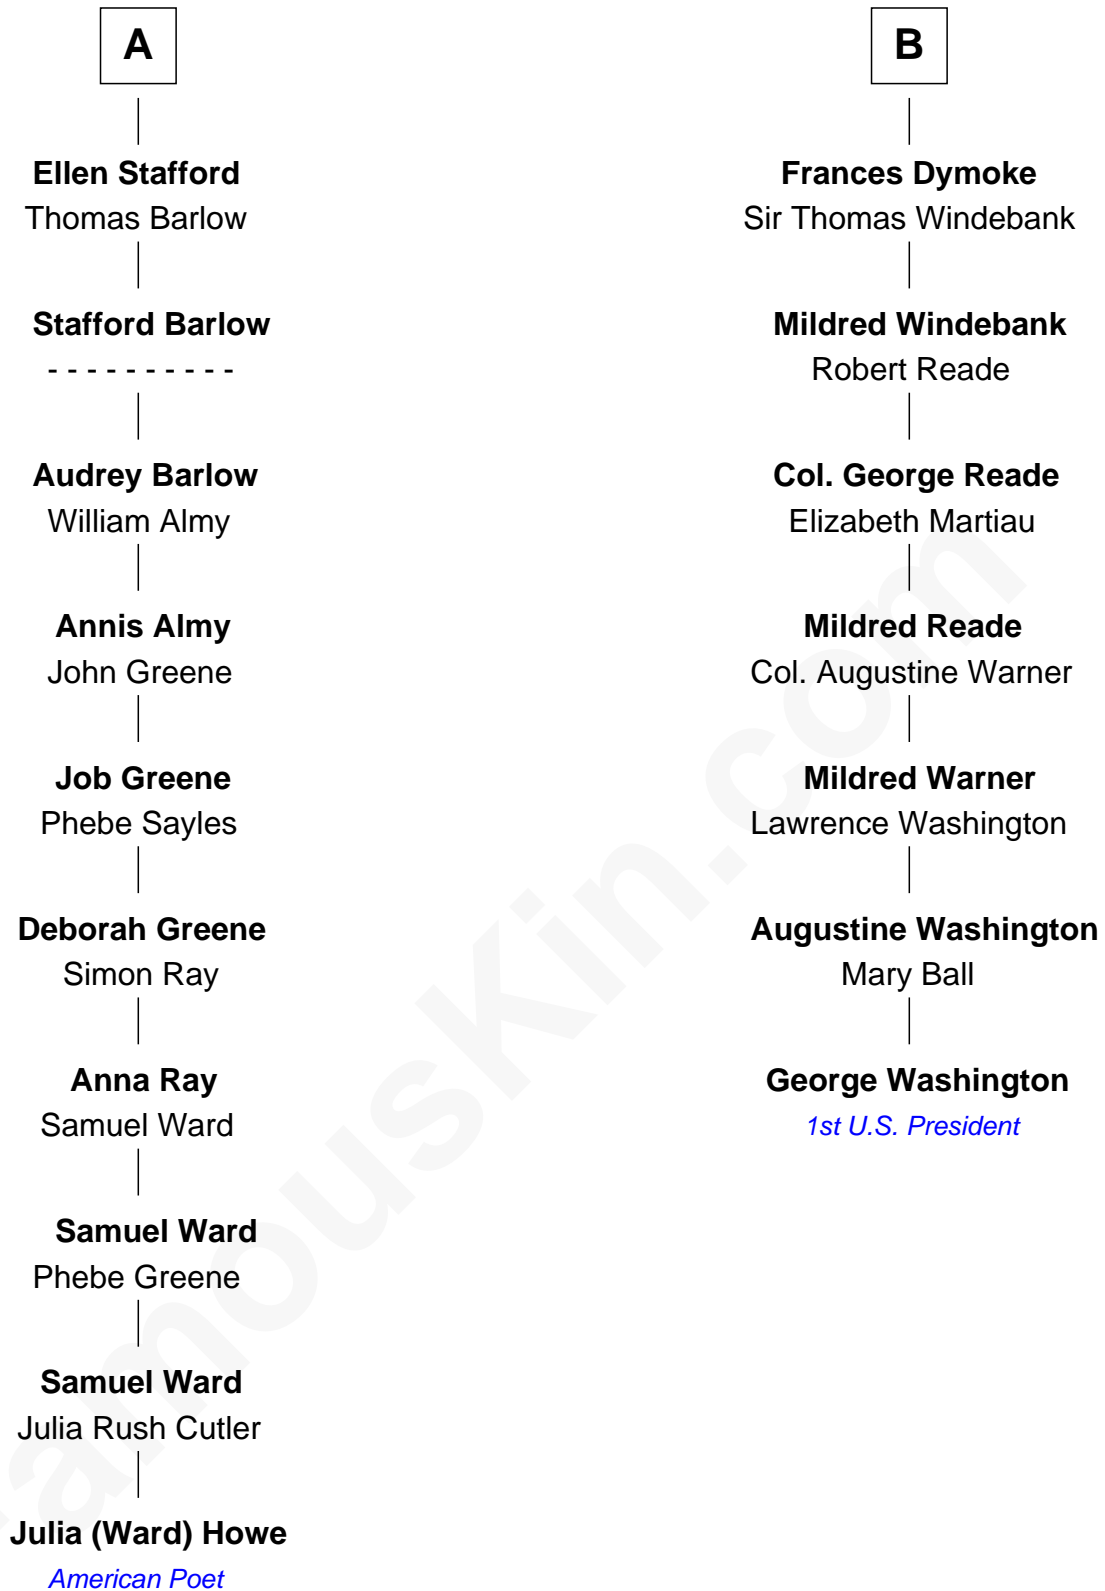 A
Ellen Stafford
Thomas Barlow
Stafford Barlow
- - - - - - - - - -
Audrey Barlow
William Almy
Annis Almy
John Greene
Job Greene
Phebe Sayles
Deborah Greene
Simon Ray
Anna Ray
Samuel Ward
Samuel Ward
Phebe Greene
Samuel Ward
Julia Rush Cutler
Julia (Ward) Howe
American Poet
B
Frances Dymoke
Sir Thomas Windebank
Mildred Windebank
Robert Reade
Col. George Reade
Elizabeth Martiau
Mildred Reade
Col. Augustine Warner
Mildred Warner
Lawrence Washington
Augustine Washington
Mary Ball
George Washington
1st U.S. President
FamousKin.com